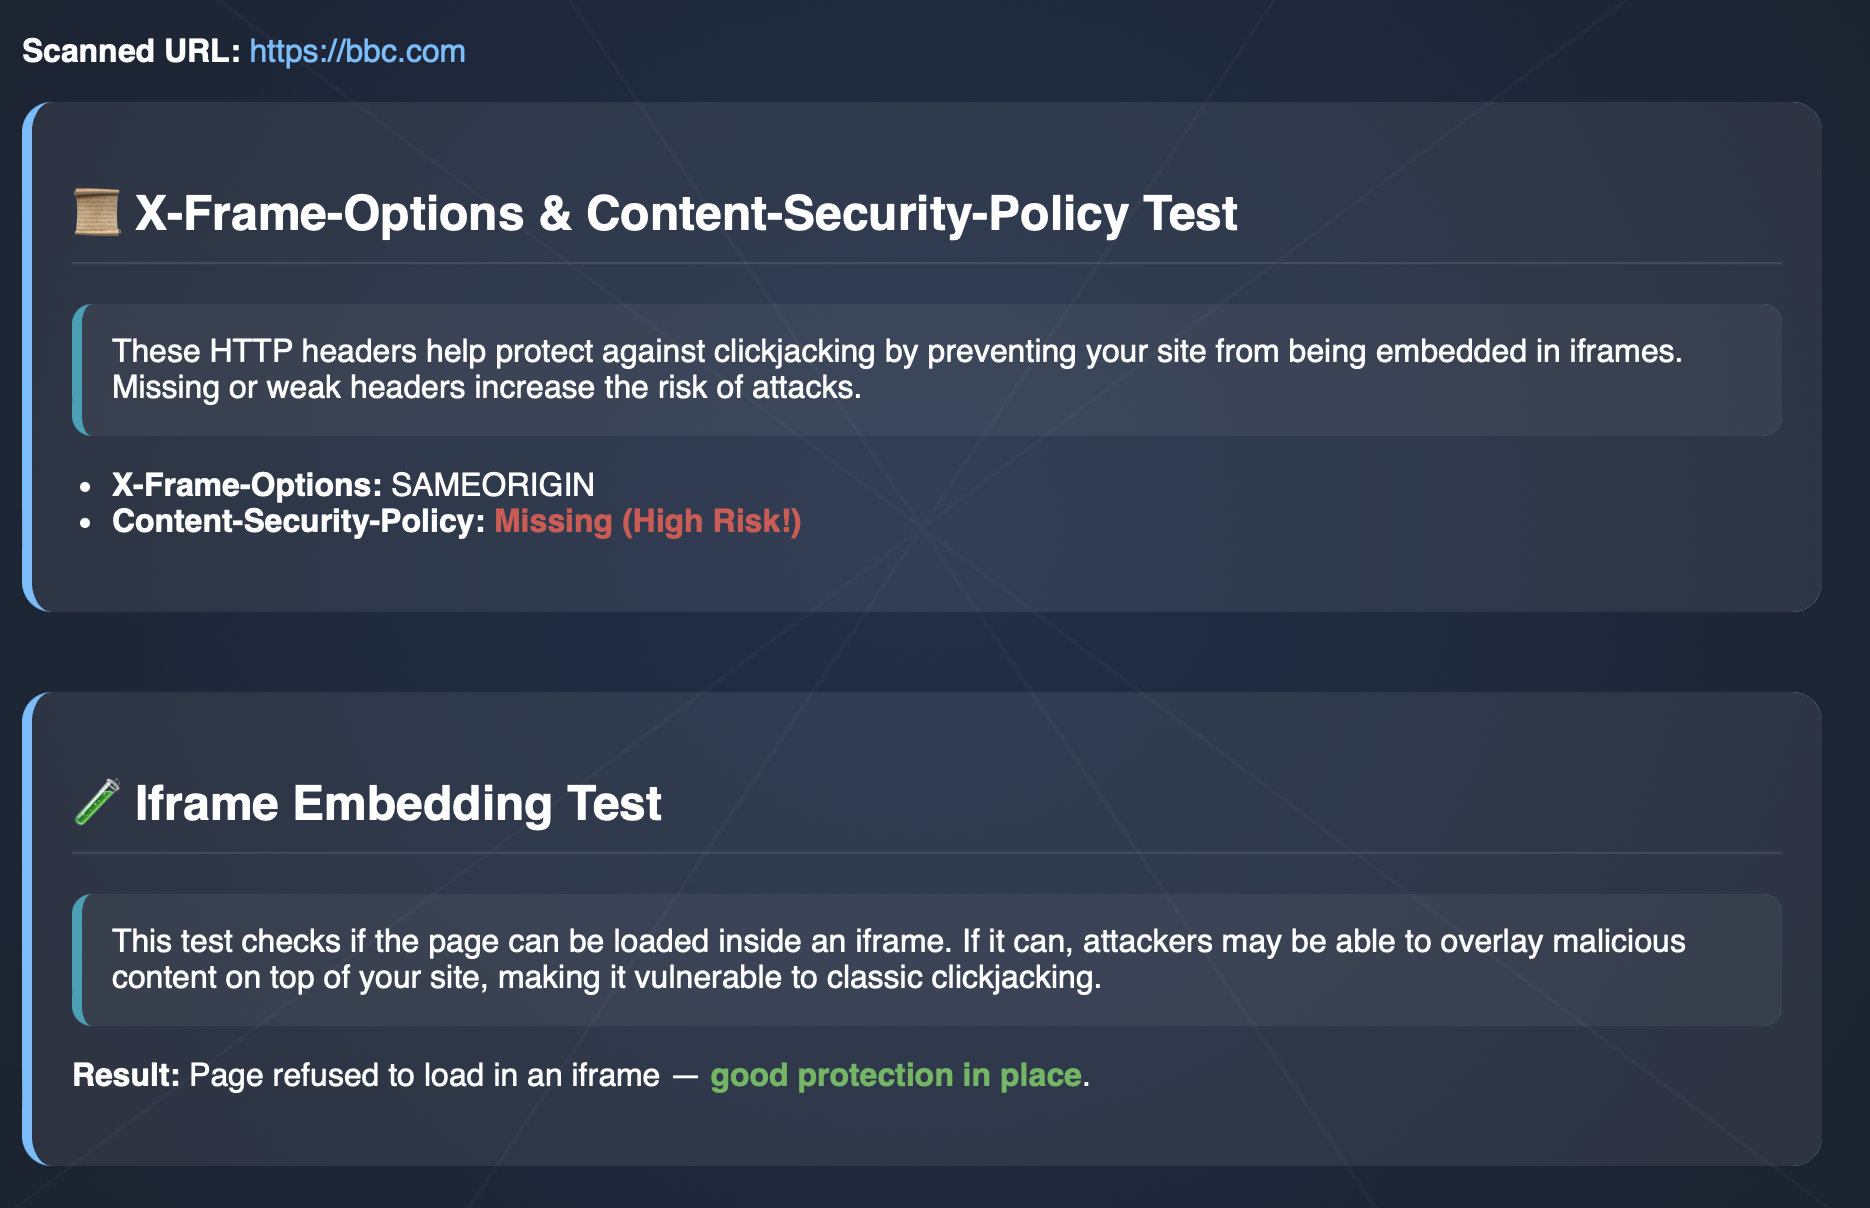 Scanned URL: https://bbc.com
X-Frame-Options & Content-Security-Policy Test
These HTTP headers help protect against clickjacking by preventing your site from being embedded in iframes.
Missing or weak headers increase the risk of attacks.
• X-Frame-Options: SAMEORIGIN
• Content-Security-Policy: Missing (High Risk!)
Iframe Embedding Test
This test checks if the page can be loaded inside an iframe. If it can, attackers may be able to overlay malicious
content on top of your site, making it vulnerable to classic clickjacking.
Result: Page refused to load in an iframe — good protection in place.